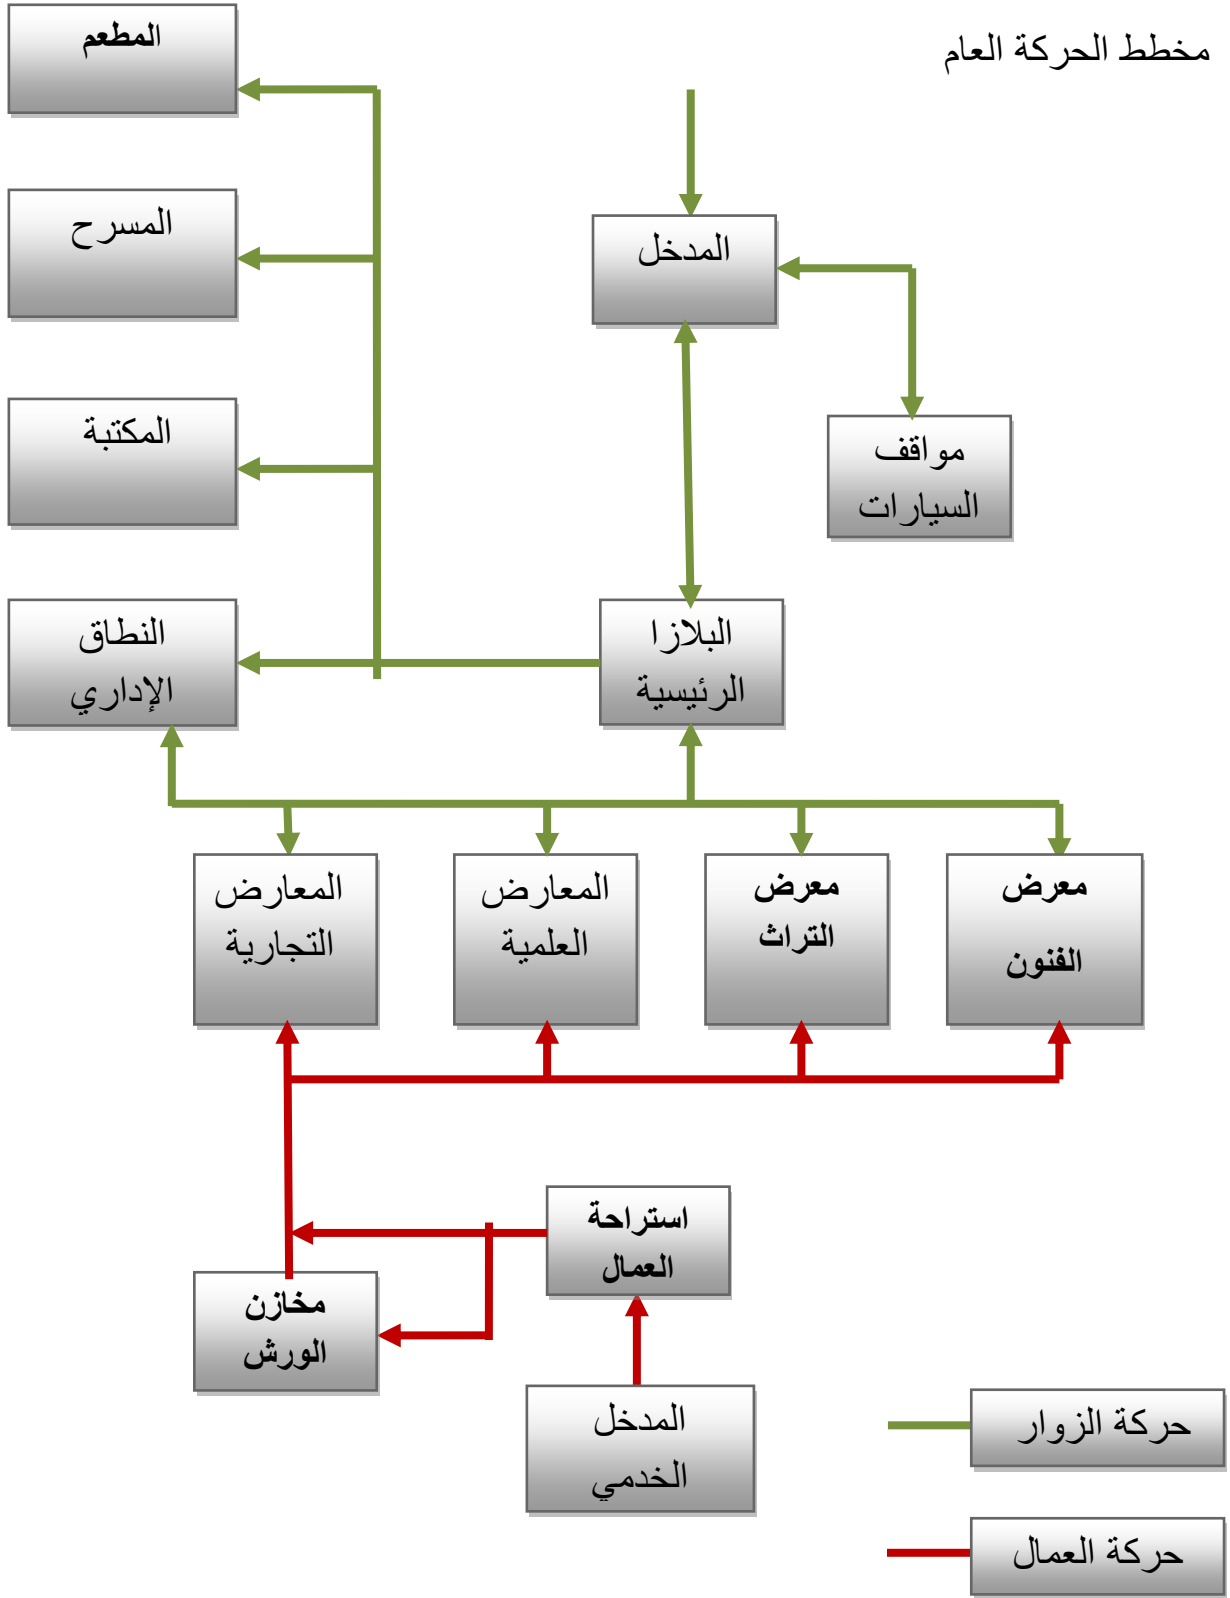 مخطط الحركة العام
المطعم
المدخل
المسرح
مواقف
السيارات
المكتبة
البلازا
الرئيسية
النطاق
الإداري
معرض
الفنون
معرض
التراث
المعارض
العلمية
المعارض
التجارية
استراحة
العمال
مخازن
الورش
المدخل
الخدمي
حركة الزوار
حركة العمال